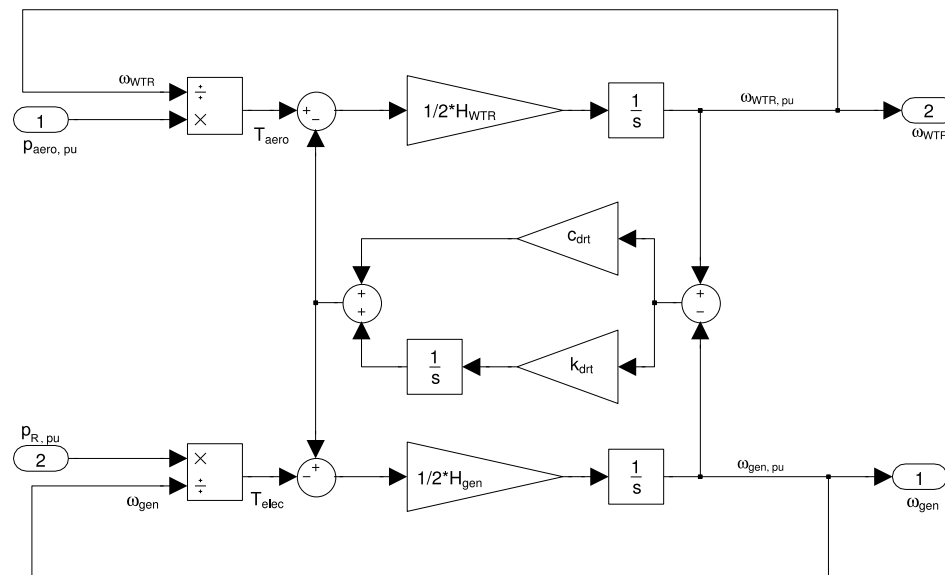 ω_WTR
÷
×
1
p_aero, pu
T_aero
+
−
1/2*H_WTR
1
s
ω_WTR, pu
2
ω_WTR
c_drt
+
+
+
−
1
s
k_drt
p_R, pu
2
×
÷
ω_gen
T_elec
+
−
1/2*H_gen
1
s
ω_gen, pu
1
ω_gen